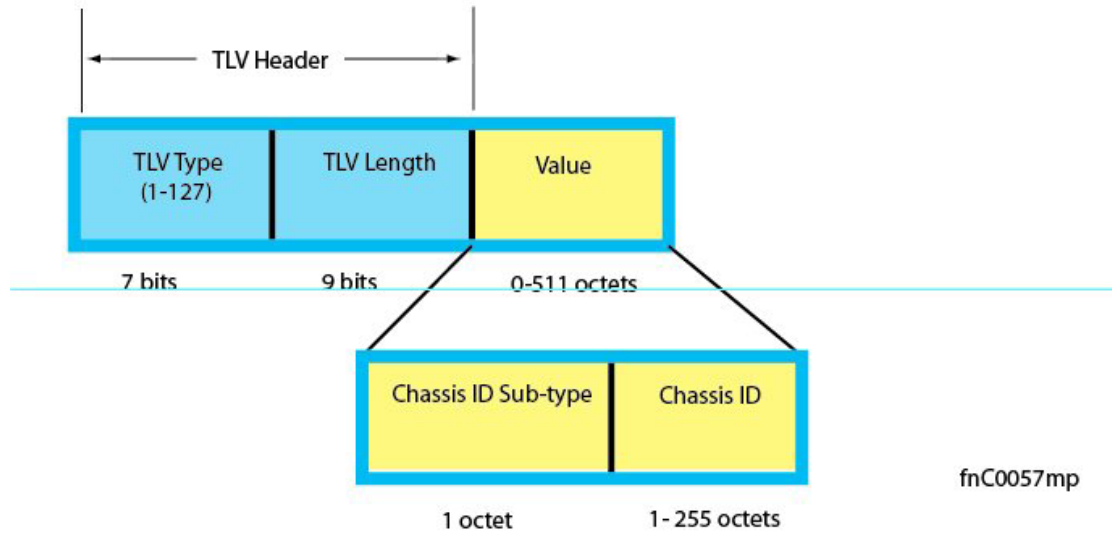 TLV Header
TLV Type
(1-127)
TLV Length
Value
7 bits
9 bits
0-511 octets
Chassis ID Sub-type
Chassis ID
fnC0057mp
1 octet
1- 255 octets